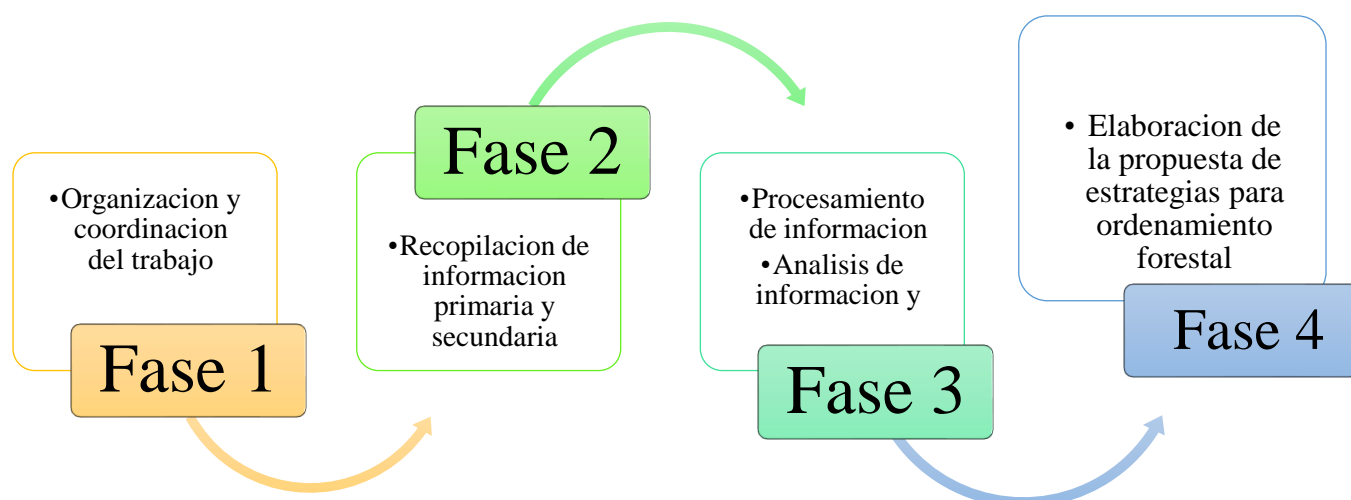 Fase 1
•Organizacion y
coordinacion
del trabajo
Fase 2
•Recopilacion de
informacion
primaria y
secundaria
•Procesamiento
de informacion
•Analisis de
informacion y
Fase 3
• Elaboracion de
la propuesta de
estrategias para
ordenamiento
forestal
Fase 4